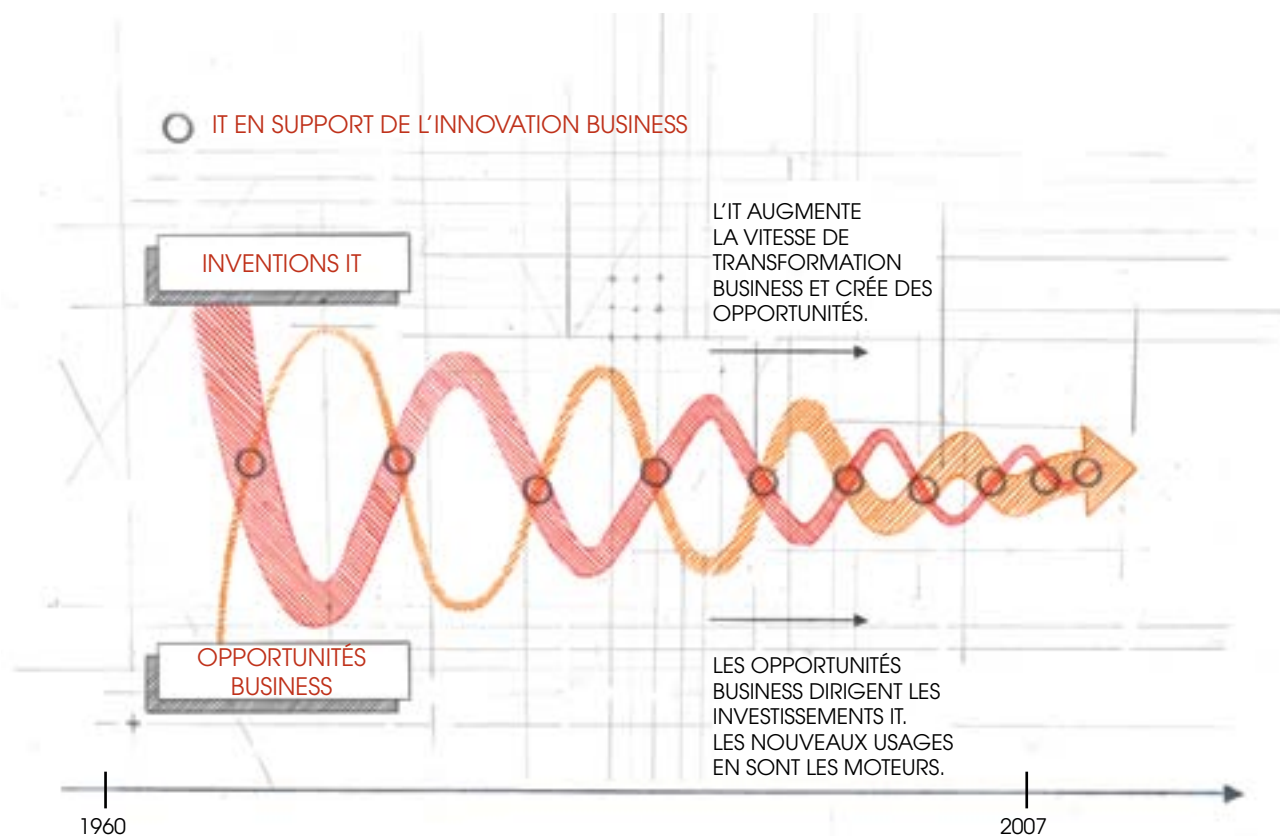 IT EN SUPPORT DE L'INNOVATION BUSINESS
L'IT AUGMENTE
LA VITESSE DE
TRANSFORMATION
BUSINESS ET CRÉE DES
OPPORTUNITÉS.
INVENTIONS IT
OPPORTUNITÉS
BUSINESS
LES OPPORTUNITÉS
BUSINESS DIRIGENT LES
INVESTISSEMENTS IT.
LES NOUVEAUX USAGES
EN SONT LES MOTEURS.
1960
2007